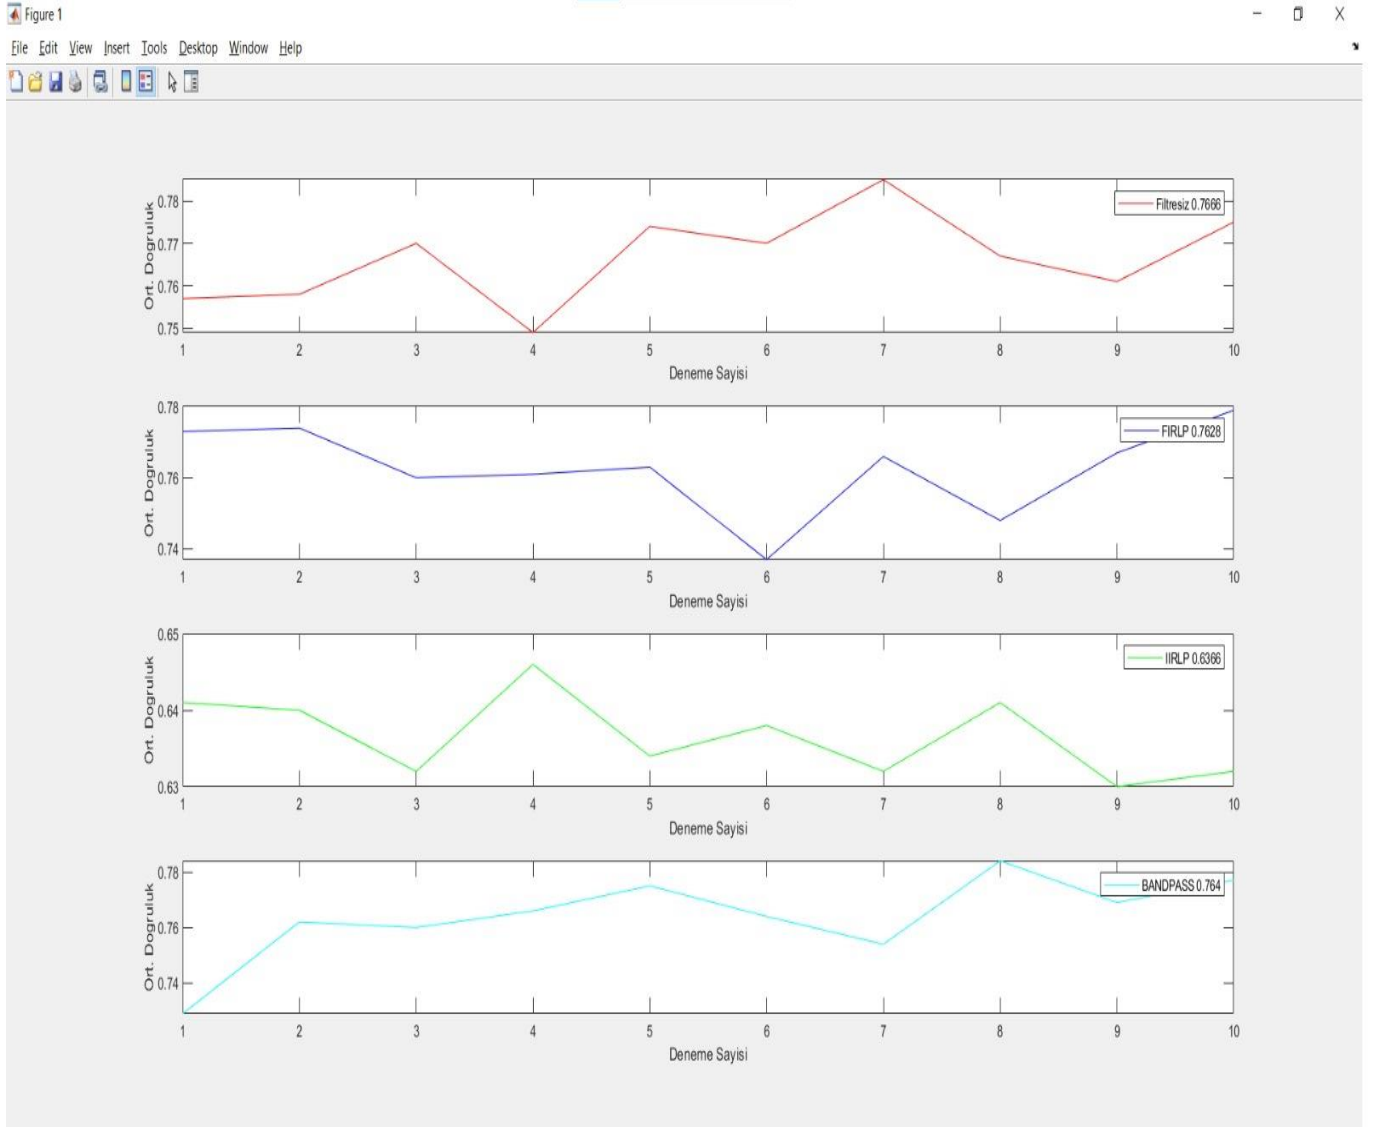 Figure 1
File Edit View Insert Tools Desktop Window Help
Ort. Dogruluk
0.78
0.77
0.76
0.75
Filtresiz 0.7666
1 2 3 4 5 6 7 8 9 10
Deneme Sayisi
Ort. Dogruluk
0.78
0.76
0.74
FIRLP 0.7628
1 2 3 4 5 6 7 8 9 10
Deneme Sayisi
Ort. Dogruluk
0.65
0.64
0.63
IIRLP 0.6366
1 2 3 4 5 6 7 8 9 10
Deneme Sayisi
Ort. Dogruluk
0.78
0.76
0.74
BANDPASS 0.764
1 2 3 4 5 6 7 8 9 10
Deneme Sayisi